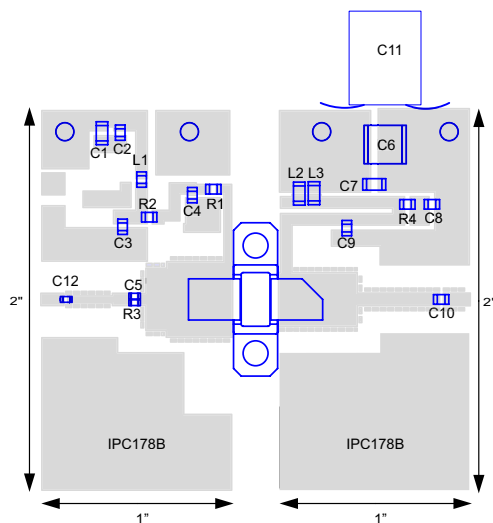 C11
C1
C2
C6
L1
C7
L2 L3
C4
R1
R2
R4
C8
C3
C9
2"
2"
C12
C5
R3
C10
IPC178B
IPC178B
1"
1"